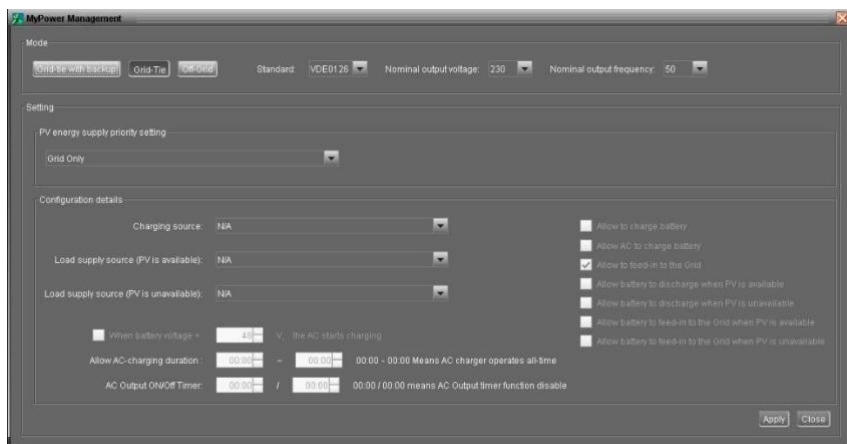 MyPower Management
Mode
Grid-tie with backup Grid-Tie Off-Grid Standard: VDE0126 Nominal output voltage: 230 Nominal output frequency: 50
Setting
PV energy supply priority setting
Grid Only
Configuration details
Charging source: N/A
Load supply source (PV is available): N/A
Load supply source (PV is unavailable): N/A
When battery voltage < 48 V, the AC starts charging
Allow AC-charging duration : 00:00 ~ 00:00 00:00 ~ 00:00 Means AC charger operates all-time
AC Output ON/Off Timer: 00:00 / 00:00 00:00 / 00:00 means AC Output timer function disable
Allow to charge battery
Allow AC to charge battery
Allow to feed-in to the Grid
Allow battery to discharge when PV is available
Allow battery to discharge when PV is unavailable
Allow battery to feed-in to the Grid when PV is available
Allow battery to feed-in to the Grid when PV is unavailable
Apply Close